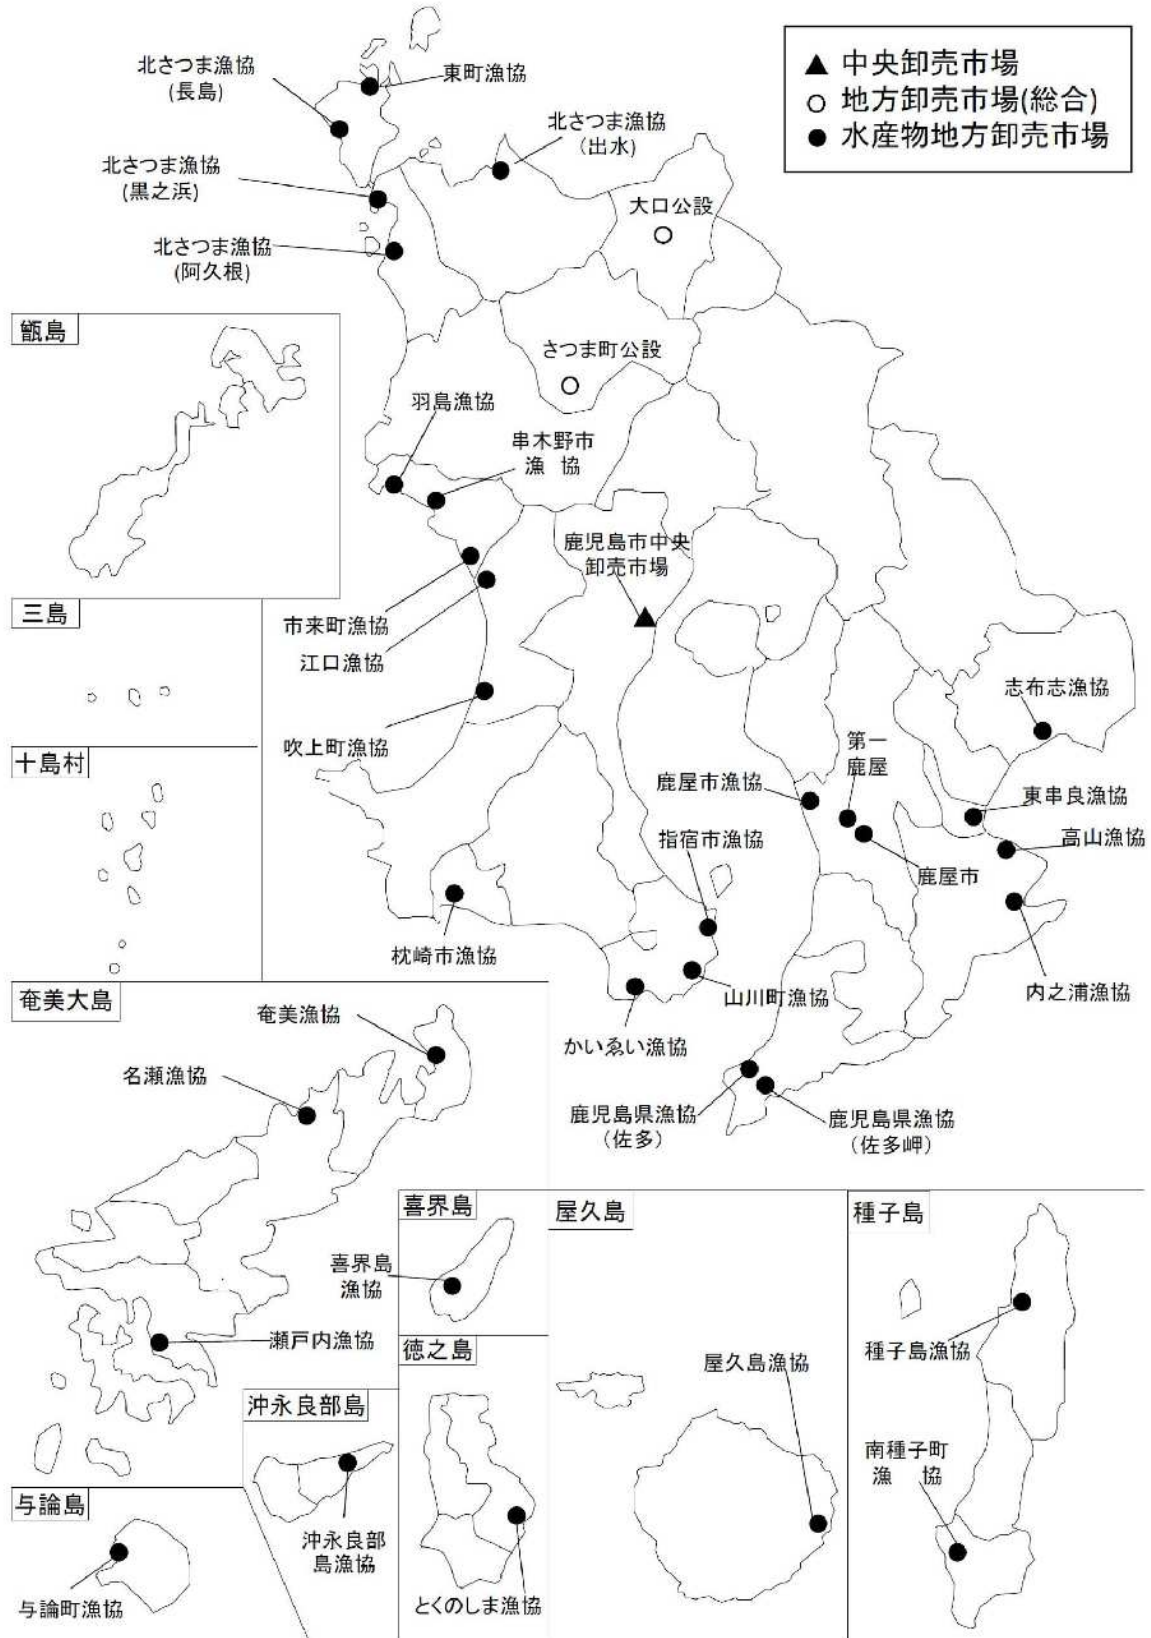 ▲ 中央卸売市場
○ 地方卸売市場(総合)
● 水産物地方卸売市場
北さつま漁協
(長島)
東町漁協
北さつま漁協
(出水)
北さつま漁協
(黒之浜)
大口公設
北さつま漁協
(阿久根)
甑島
さつま町公設
羽島漁協
串木野市
漁 協
鹿児島市中央
卸売市場
三島
市来町漁協
江口漁協
志布志漁協
吹上町漁協
十島村
第一
鹿屋
鹿屋市漁協
東串良漁協
指宿市漁協
高山漁協
鹿屋市
枕崎市漁協
山川町漁協
内之浦漁協
奄美大島
奄美漁協
かいゑい漁協
名瀬漁協
鹿児島県漁協
(佐多)
鹿児島県漁協
(佐多岬)
喜界島
屋久島
種子島
喜界島
漁協
瀬戸内漁協
徳之島
種子島漁協
屋久島漁協
沖永良部島
南種子町
漁 協
与論島
沖永良部
島漁協
与論町漁協
とくのしま漁協